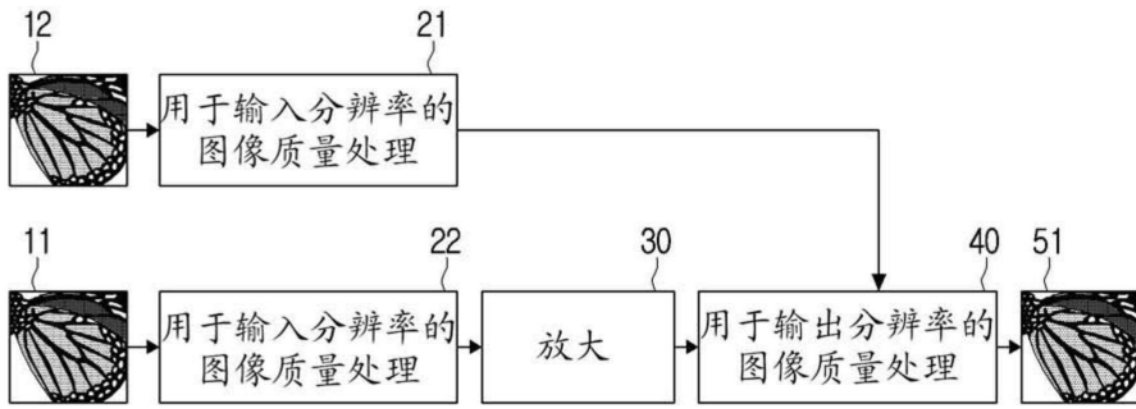 12
21
用于输入分辨率的
图像质量处理
11
22
30
40
51
用于输入分辨率的
图像质量处理
放大
用于输出分辨率的
图像质量处理